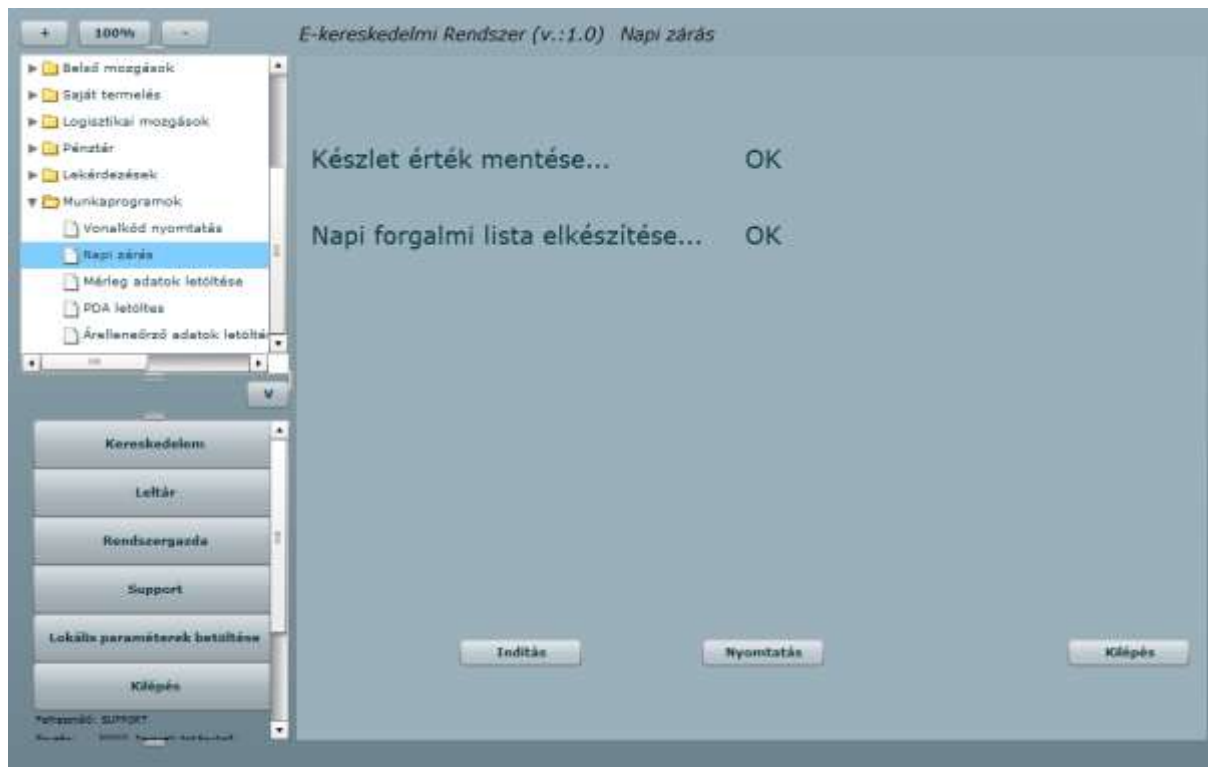 + 100% -
E-kereskedelmi Rendszer (v.:1.0) Napi zárás
Belső mozgások
Saját termelés
Logisztikai mozgások
Pénztár
Lekérdezések
Munkaprogramok
Vonalkód nyomtatás
Napi zárás
Mérleg adatok letöltése
PDA letöltes
Árellenőrző adatok letölté
V
Kereskedelem
Leltár
Rendszergazda
Support
Lokális paraméterek betöltése
Kilépés
Felhasználó: SUPPORT
Készlet érték mentése... OK
Napi forgalmi lista elkészítése... OK
Indítás Nyomtatás Kilépés